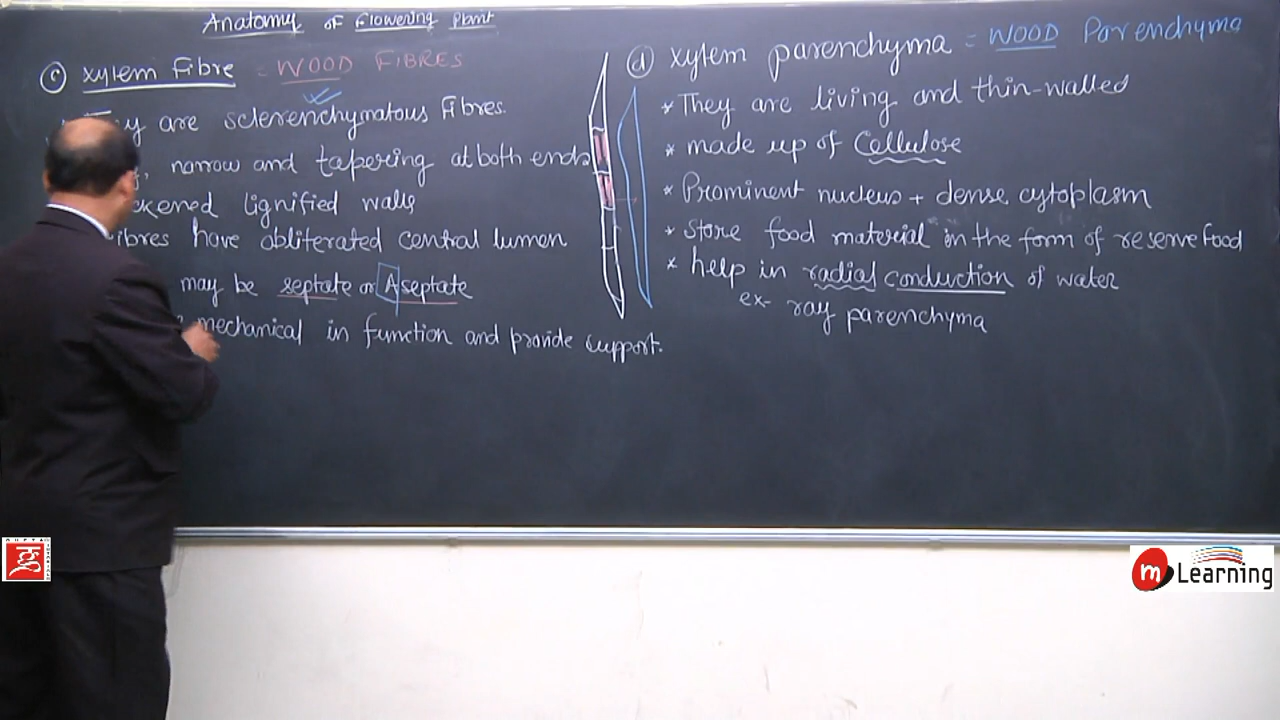 Anatomy of Flowering Plant
(c) Xylem Fibre = WOOD FIBRES
are sclerenchymatous Fibres.
narrow and tapering at both ends
lignified walls
have obliterated central lumen
may be septate or Aseptate
mechanical in function and provide support.
(d) Xylem parenchyma = WOOD Parenchyma
* They are living and thin-walled
* made up of Cellulose
* Prominent nucleus + dense cytoplasm
* store food material in the form of reserve food
* help in radial conduction of water
ex- ray parenchyma
m Learning